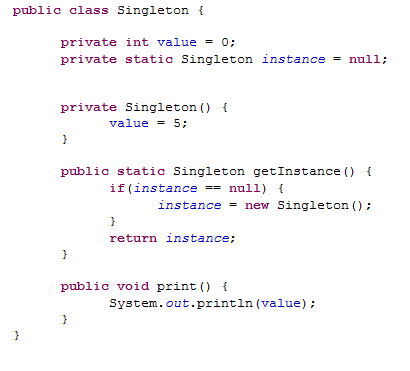 public class Singleton {
private int value = 0;
private static Singleton instance = null;
private Singleton() {
value = 5;
}
public static Singleton getInstance() {
if(instance == null) {
instance = new Singleton();
}
return instance;
}
public void print() {
System.out.println(value);
}
}